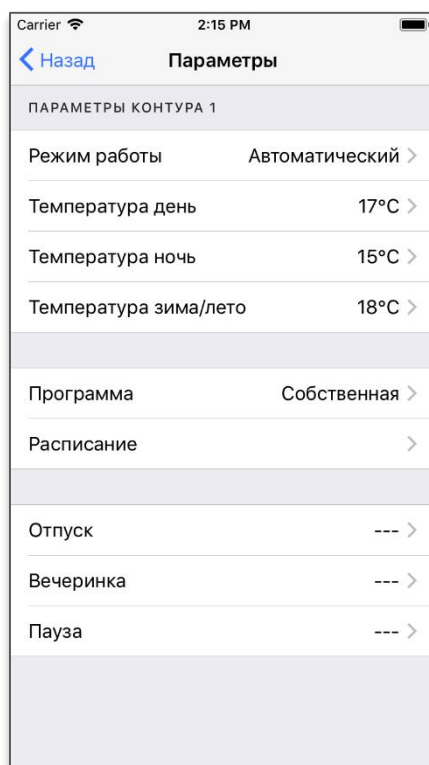 Carrier 2:15 PM
Назад Параметры
ПАРАМЕТРЫ КОНТУРА 1
Режим работы Автоматический
Температура день 17°C
Температура ночь 15°C
Температура зима/лето 18°C
Программа Собственная
Расписание
Отпуск ---
Вечеринка ---
Пауза ---